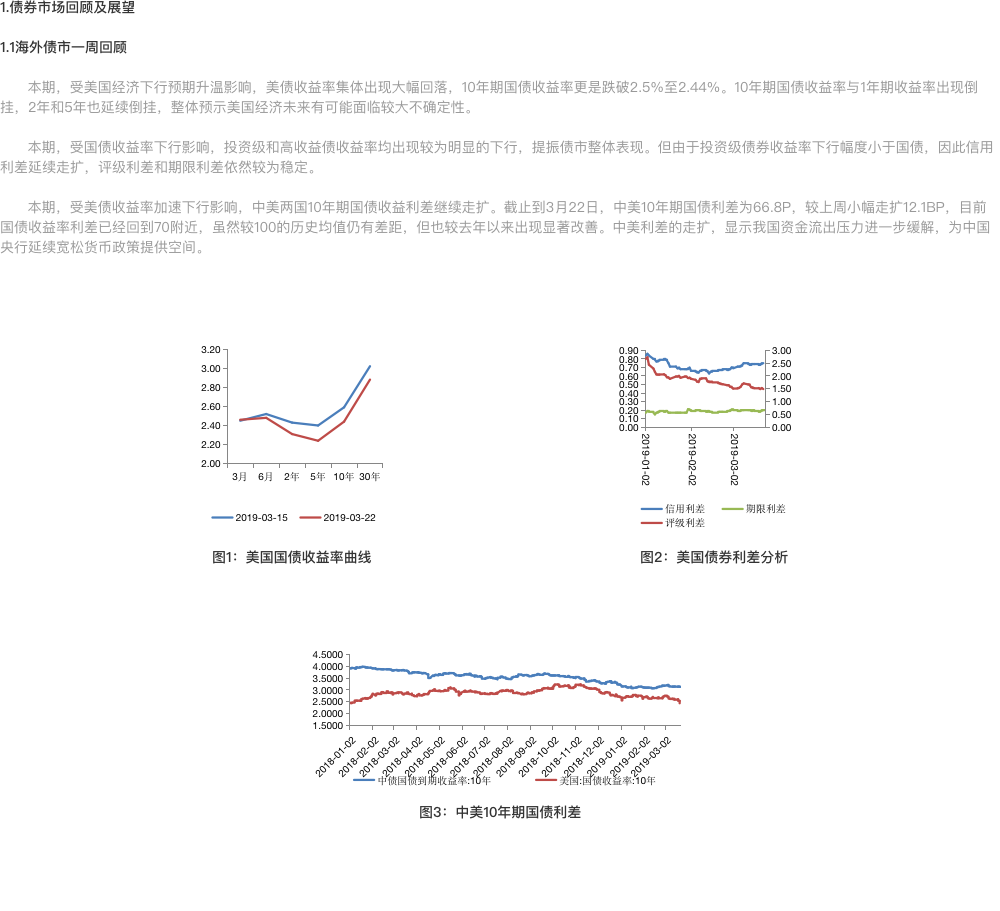 1.债券市场回顾及展望
1.1海外债市一周回顾
本期，受美国经济下行预期升温影响，美债收益率集体出现大幅回落，10年期国债收益率更是跌破2.5%至2.44%。10年期国债收益率与1年期收益率出现倒
挂，2年和5年也延续倒挂，整体预示美国经济未来有可能面临较大不确定性。
本期，受国债收益率下行影响，投资级和高收益债收益率均出现较为明显的下行，提振债市整体表现。但由于投资级债券收益率下行幅度小于国债，因此信用
利差延续走扩，评级利差和期限利差依然较为稳定。
本期，受美债收益率加速下行影响，中美两国10年期国债收益利差继续走扩。截止到3月22日，中美10年期国债利差为66.8P，较上周小幅走扩12.1BP，目前
国债收益率利差已经回到70附近，虽然较100的历史均值仍有差距，但也较去年以来出现显著改善。中美利差的走扩，显示我国资金流出压力进一步缓解，为中国
央行延续宽松货币政策提供空间。
3.20
3.00
2.80
2.60
2.40
2.20
2.00
3月 6月 2年 5年 10年 30年
2019-03-15 2019-03-22
图1：美国国债收益率曲线
0.90 3.00
0.80
0.70 2.50
0.60 2.00
0.50
0.40 1.50
0.30 1.00
0.20
0.10 0.50
0.00 0.00
2019-01-02 2019-02-02 2019-03-02
信用利差 期限利差
评级利差
图2：美国债券利差分析
4.5000
4.0000
3.5000
3.0000
2.5000
2.0000
1.5000
2018-01-02 2018-02-02 2018-03-02 2018-04-02 2018-05-02 2018-06-02 2018-07-02 2018-08-02 2018-09-02 2018-10-02 2018-11-02 2018-12-02 2019-01-02 2019-02-02 2019-03-02
中债国债到期收益率:10年 美国:国债收益率:10年
图3：中美10年期国债利差